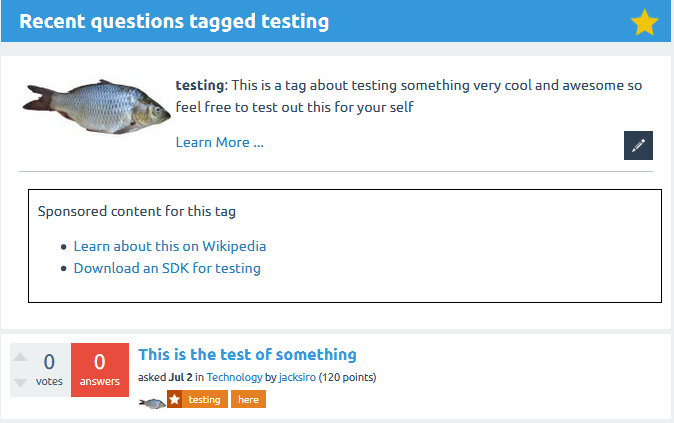 Recent questions tagged testing
testing: This is a tag about testing something very cool and awesome so
feel free to test out this for your self
Learn More ...
Sponsored content for this tag
• Learn about this on Wikipedia
• Download an SDK for testing
0
votes
0
answers
This is the test of something
asked Jul 2 in Technology by jacksiro (120 points)
testing here